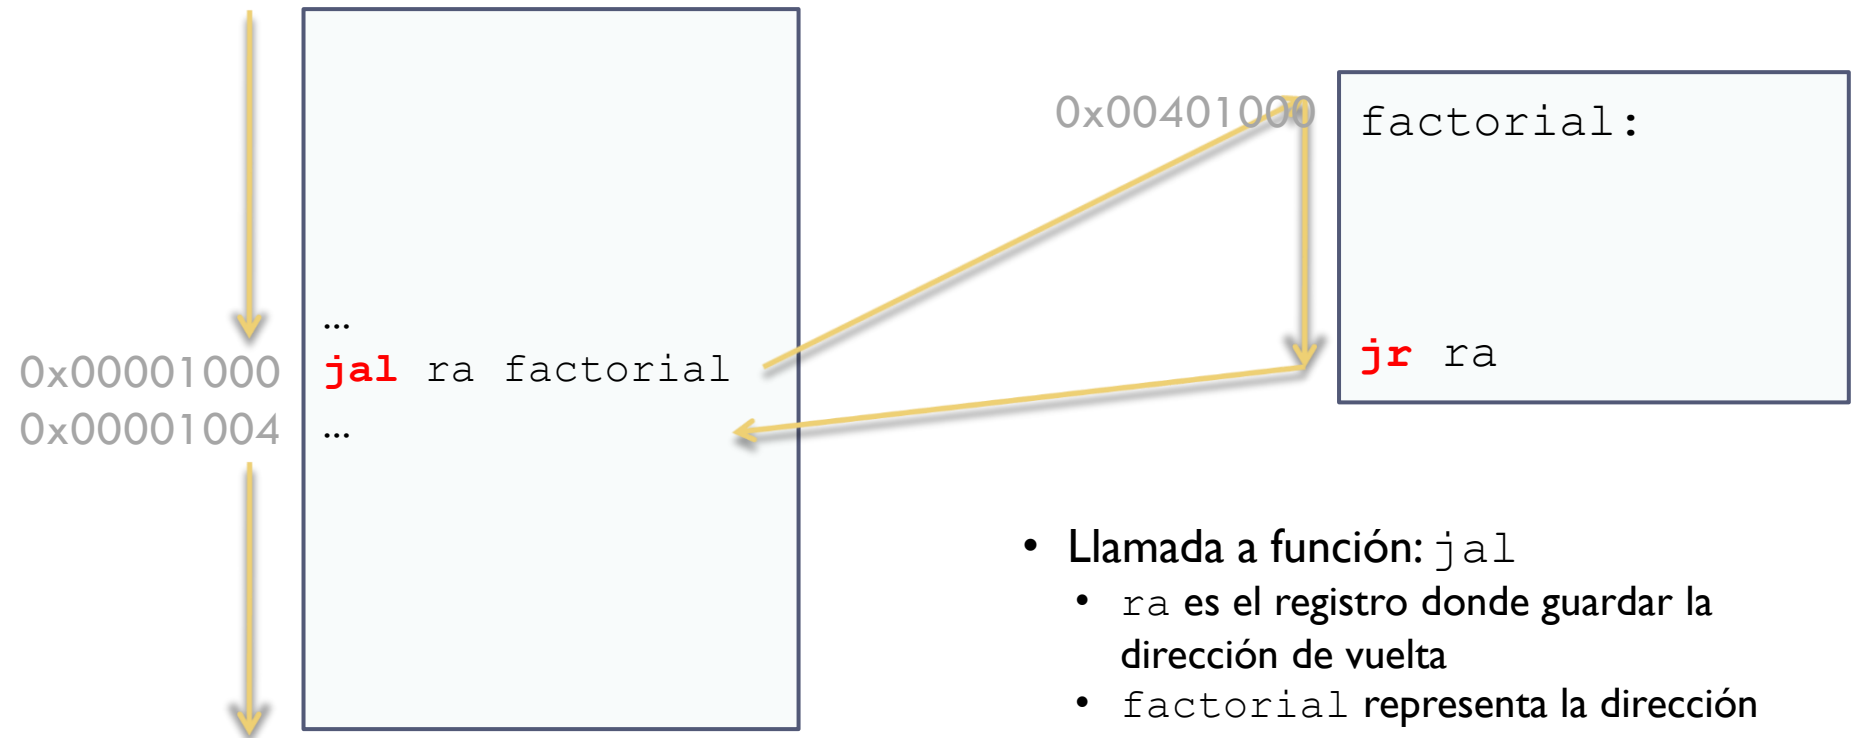 ...
0x00001000 jal ra factorial
0x00001004 ...
0x00401000 factorial:
jr ra
• Llamada a función: jal
• ra es el registro donde guardar la
dirección de vuelta
• factorial representa la dirección